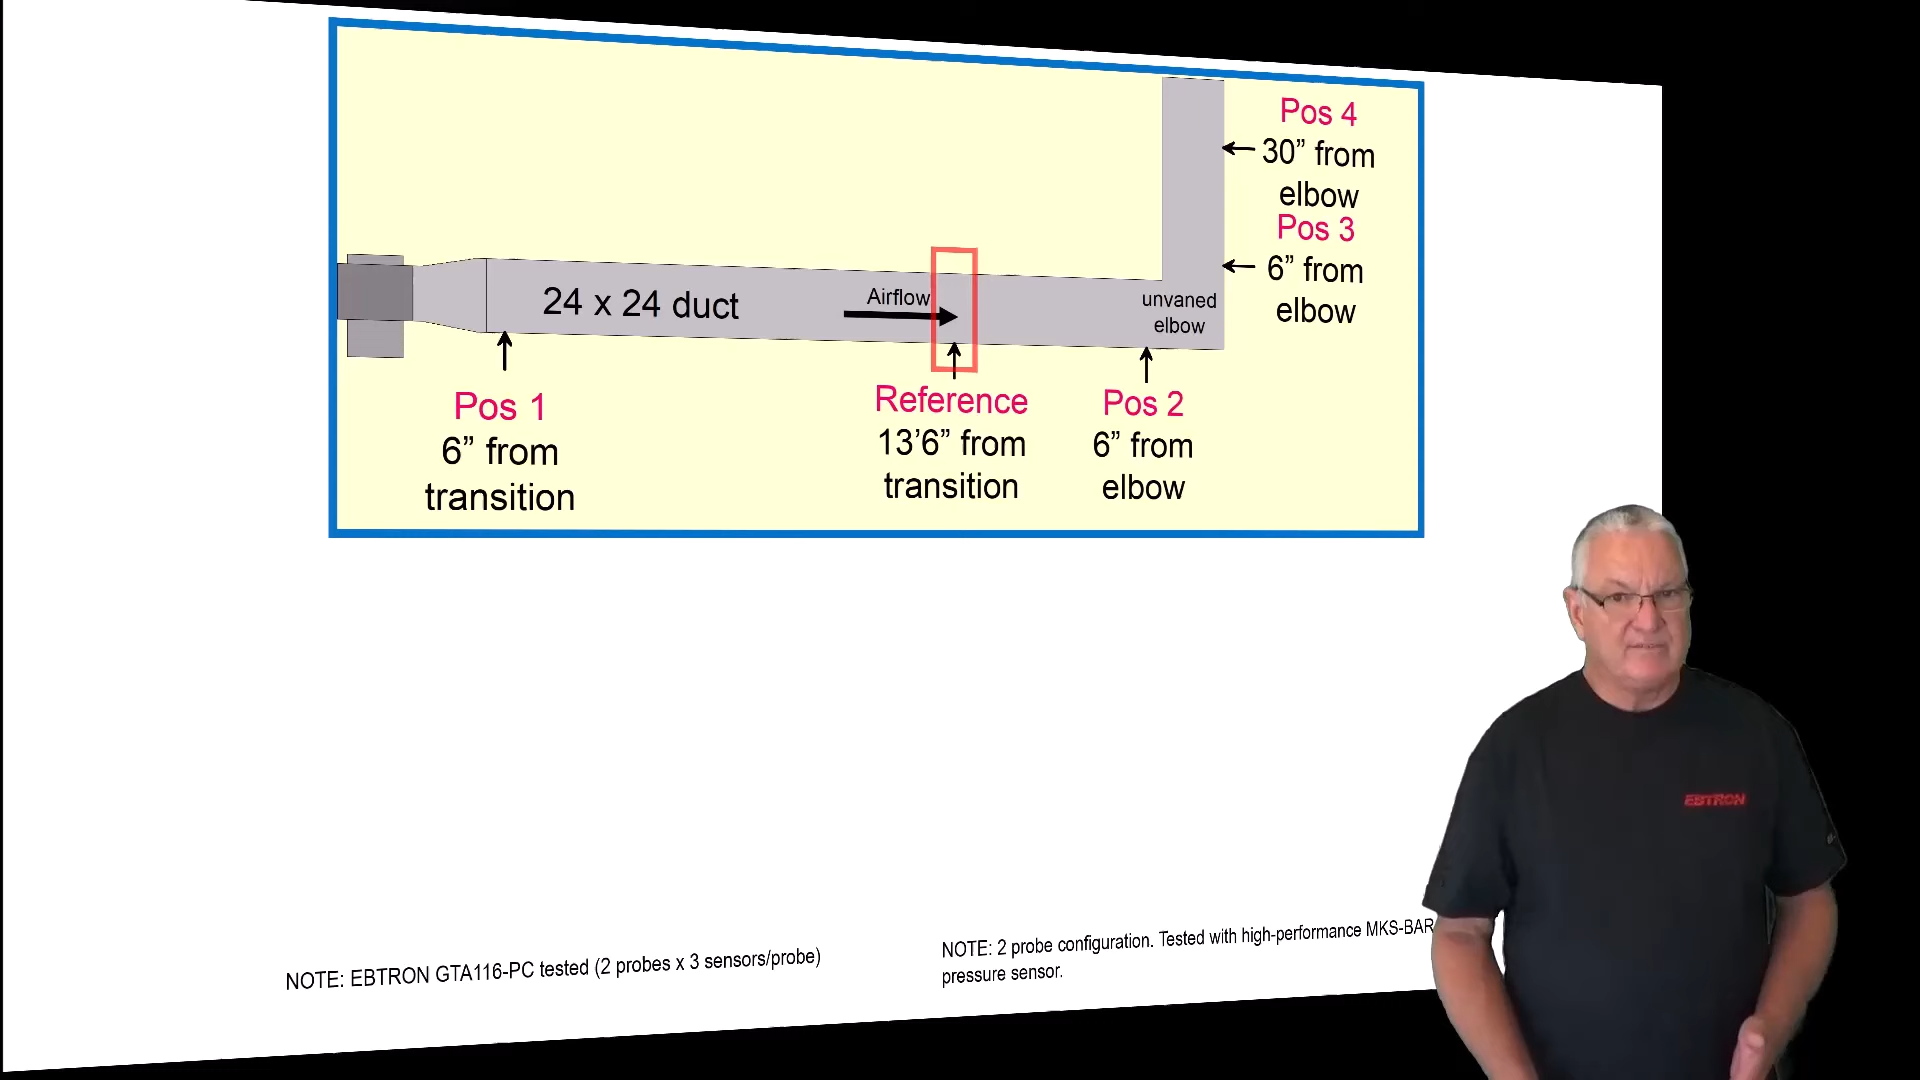 Pos 4
30” from
elbow
Pos 3
6” from
elbow
24 x 24 duct
Airflow
unvaned
elbow
Pos 1
6” from
transition
Reference
13’6” from
transition
Pos 2
6” from
elbow
EBTRON
NOTE: EBTRON GTA116-PC tested (2 probes x 3 sensors/probe)
NOTE: 2 probe configuration. Tested with high-performance MKS-BAR
pressure sensor.